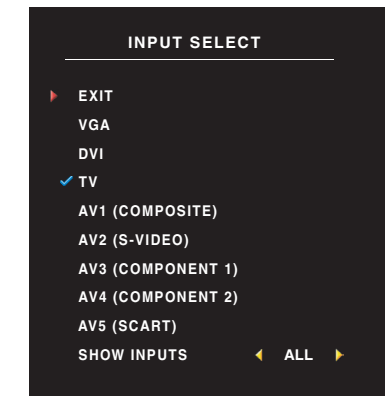 INPUT SELECT
EXIT
VGA
DVI
TV
AV1 (COMPOSITE)
AV2 (S-VIDEO)
AV3 (COMPONENT 1)
AV4 (COMPONENT 2)
AV5 (SCART)
SHOW INPUTS ALL